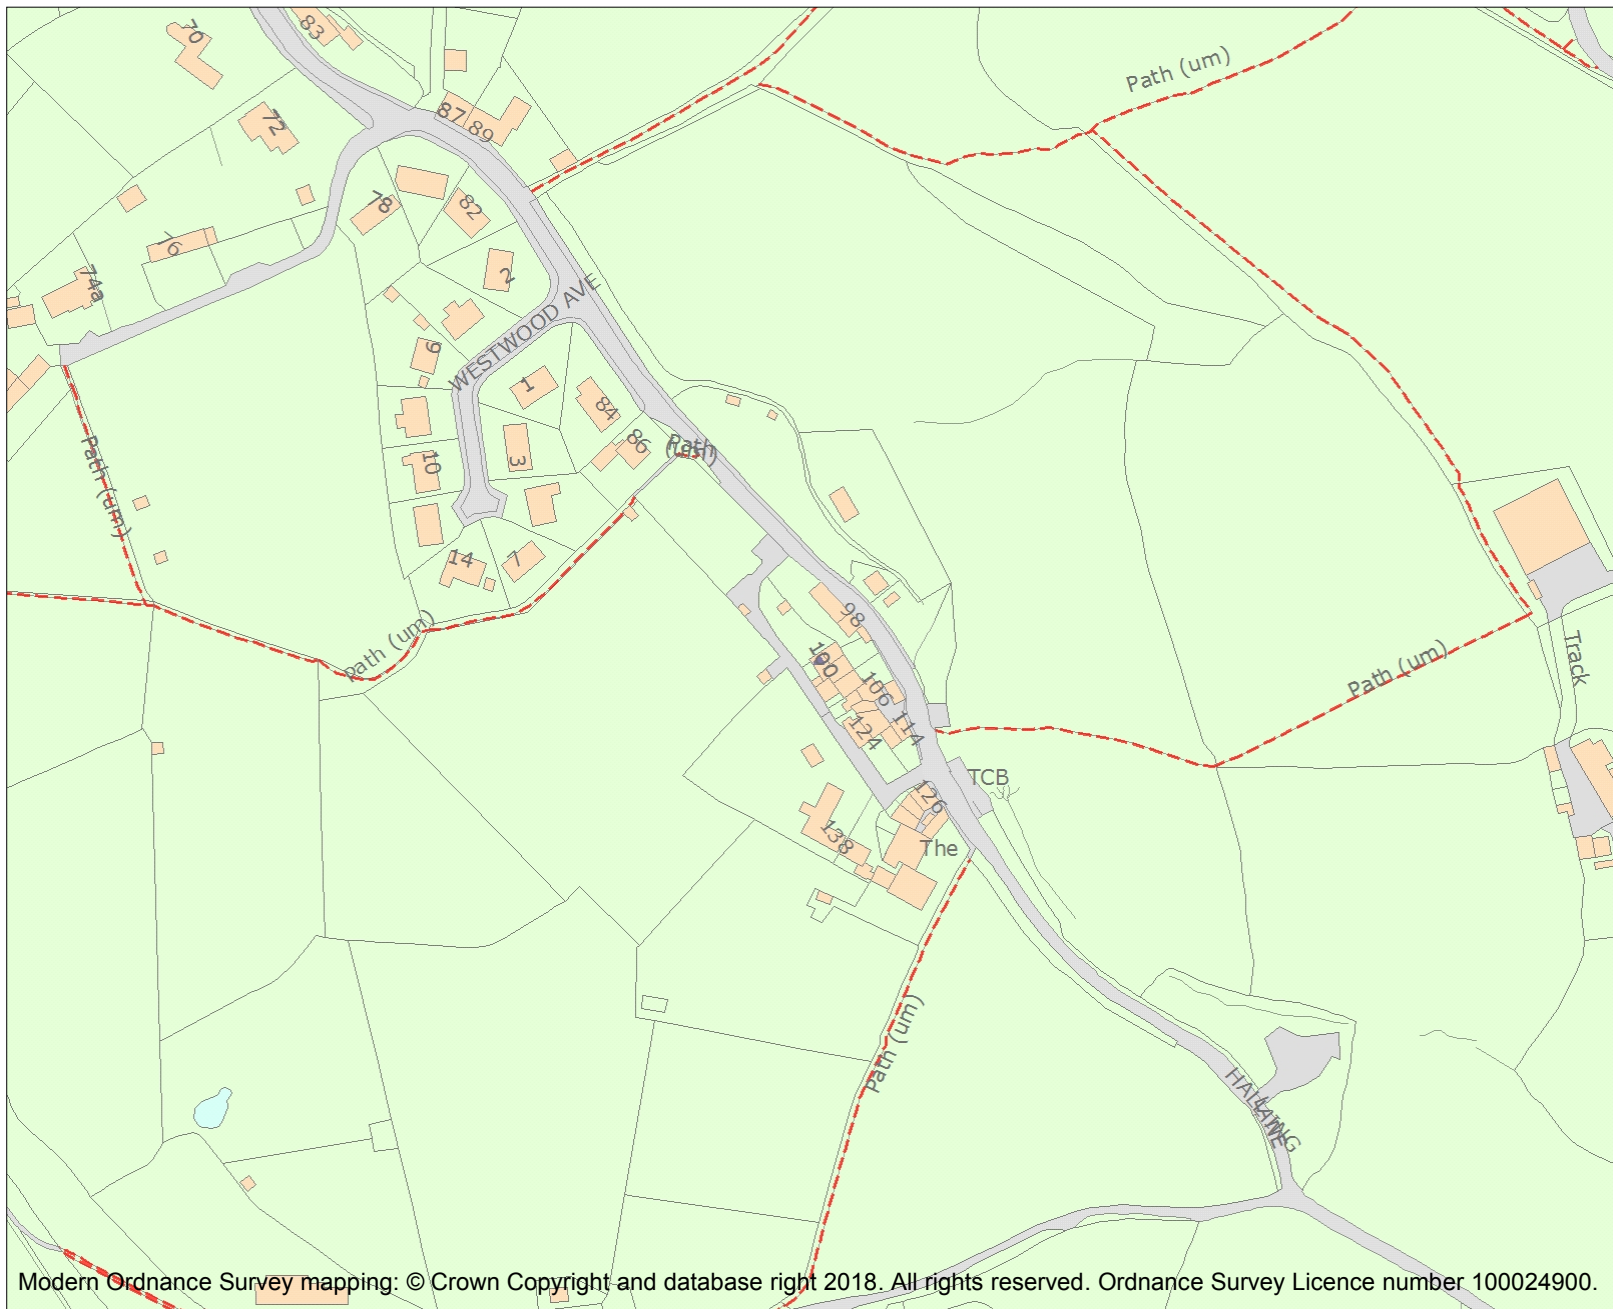 70
83
Path (um)
87
89
72
78
82
76
2
74a
WESTWOOD AVE
6
1
84
86
Path
(um)
3
10
Path (um)
14
7
98
Path (um)
100
106
114
124
Path (um)
Track
TCB
126
138
The
Path (um)
HALLING
LANE
Modern Ordnance Survey mapping: © Crown Copyright and database right 2018. All rights reserved. Ordnance Survey Licence number 100024900.